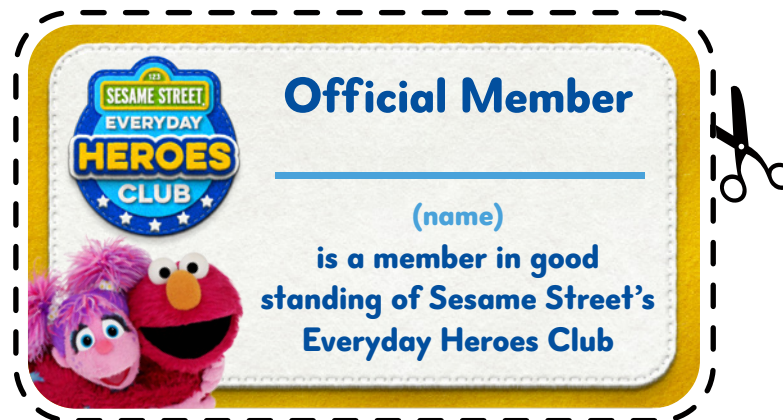 123
SESAME STREET
EVERYDAY
HEROES
CLUB
Official Member
(name)
is a member in good
standing of Sesame Street’s
Everyday Heroes Club